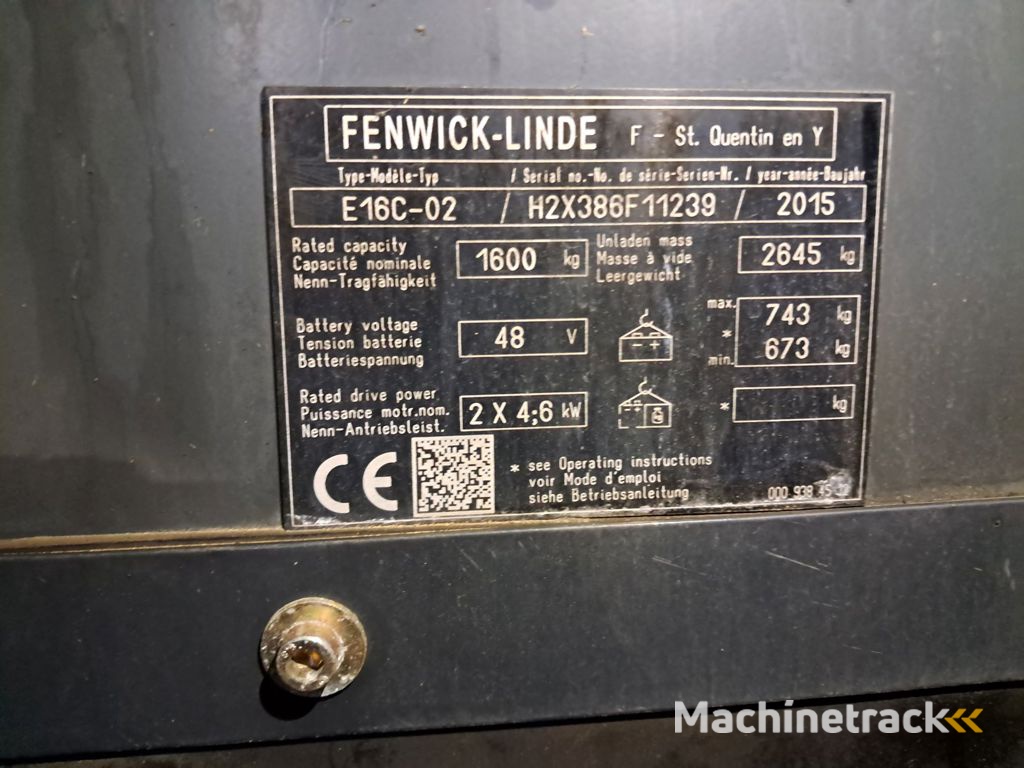 FENWICK-LINDE F - St. Quentin en Y
Type-Modèle-Typ / Serial no.-No. de série-Serien-Nr. / year-année-Baujahr
E16C-02 / H2X386F11239 / 2015
Rated capacity
Capacité nominale
Nenn-Tragfähigkeit
1600 kg
Unladen mass
Masse à vide
Leergewicht
2645 kg
Battery voltage
Tension batterie
Batteriespannung
48 V
- +
max. 743 kg
*
min. 673 kg
Rated drive power
Puissance motr.nom.
Nenn-Antriebsleist.
2 X 4;6 kW
- +
* kg
CE
* see Operating instructions
voir Mode d'emploi
siehe Betriebsanleitung
000 938 45
Machinetrack